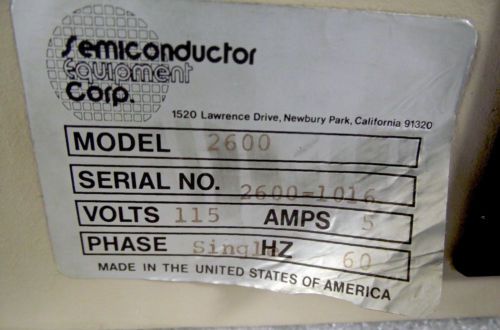 Semiconductor
Equipment
Corp.
1520 Lawrence Drive, Newbury Park, California 91320
MODEL 2600
SERIAL NO. 2600-1016
VOLTS 115 AMPS 5
PHASE Singl HZ 60
MADE IN THE UNITED STATES OF AMERICA